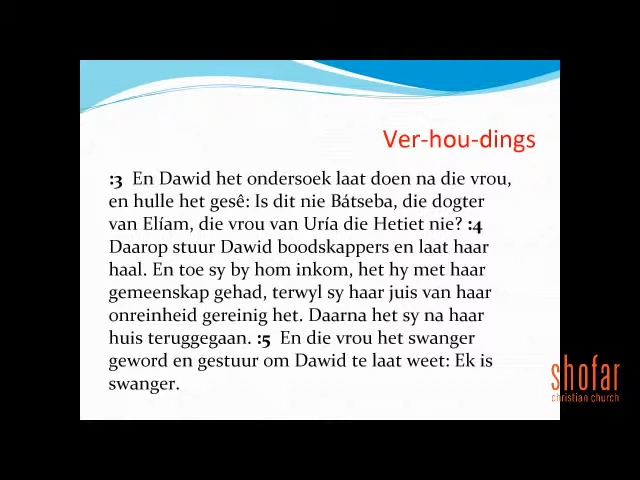 Ver-hou-dings
:3 En Dawid het ondersoek laat doen na die vrou,
en hulle het gesê: Is dit nie Bátseba, die dogter
van Elíam, die vrou van Uría die Hetiet nie? :4
Daarop stuur Dawid boodskappers en laat haar
haal. En toe sy by hom inkom, het hy met haar
gemeenskap gehad, terwyl sy haar juis van haar
onreinheid gereinig het. Daarna het sy na haar
huis teruggegaan. :5 En die vrou het swanger
geword en gestuur om Dawid te laat weet: Ek is
swanger.
shofar
christian church